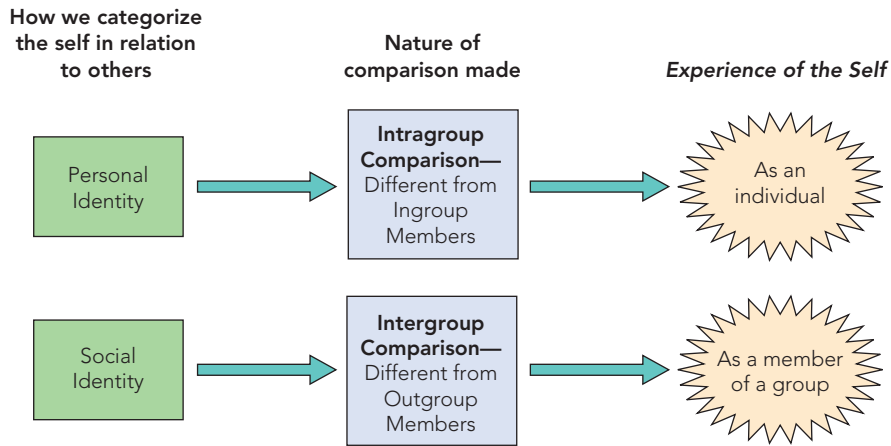 How we categorize
the self in relation
to others
Nature of
comparison made
Experience of the Self
Personal
Identity
Intragroup
Comparison—
Different from
Ingroup
Members
As an
individual
Social
Identity
Intergroup
Comparison—
Different from
Outgroup
Members
As a member
of a group